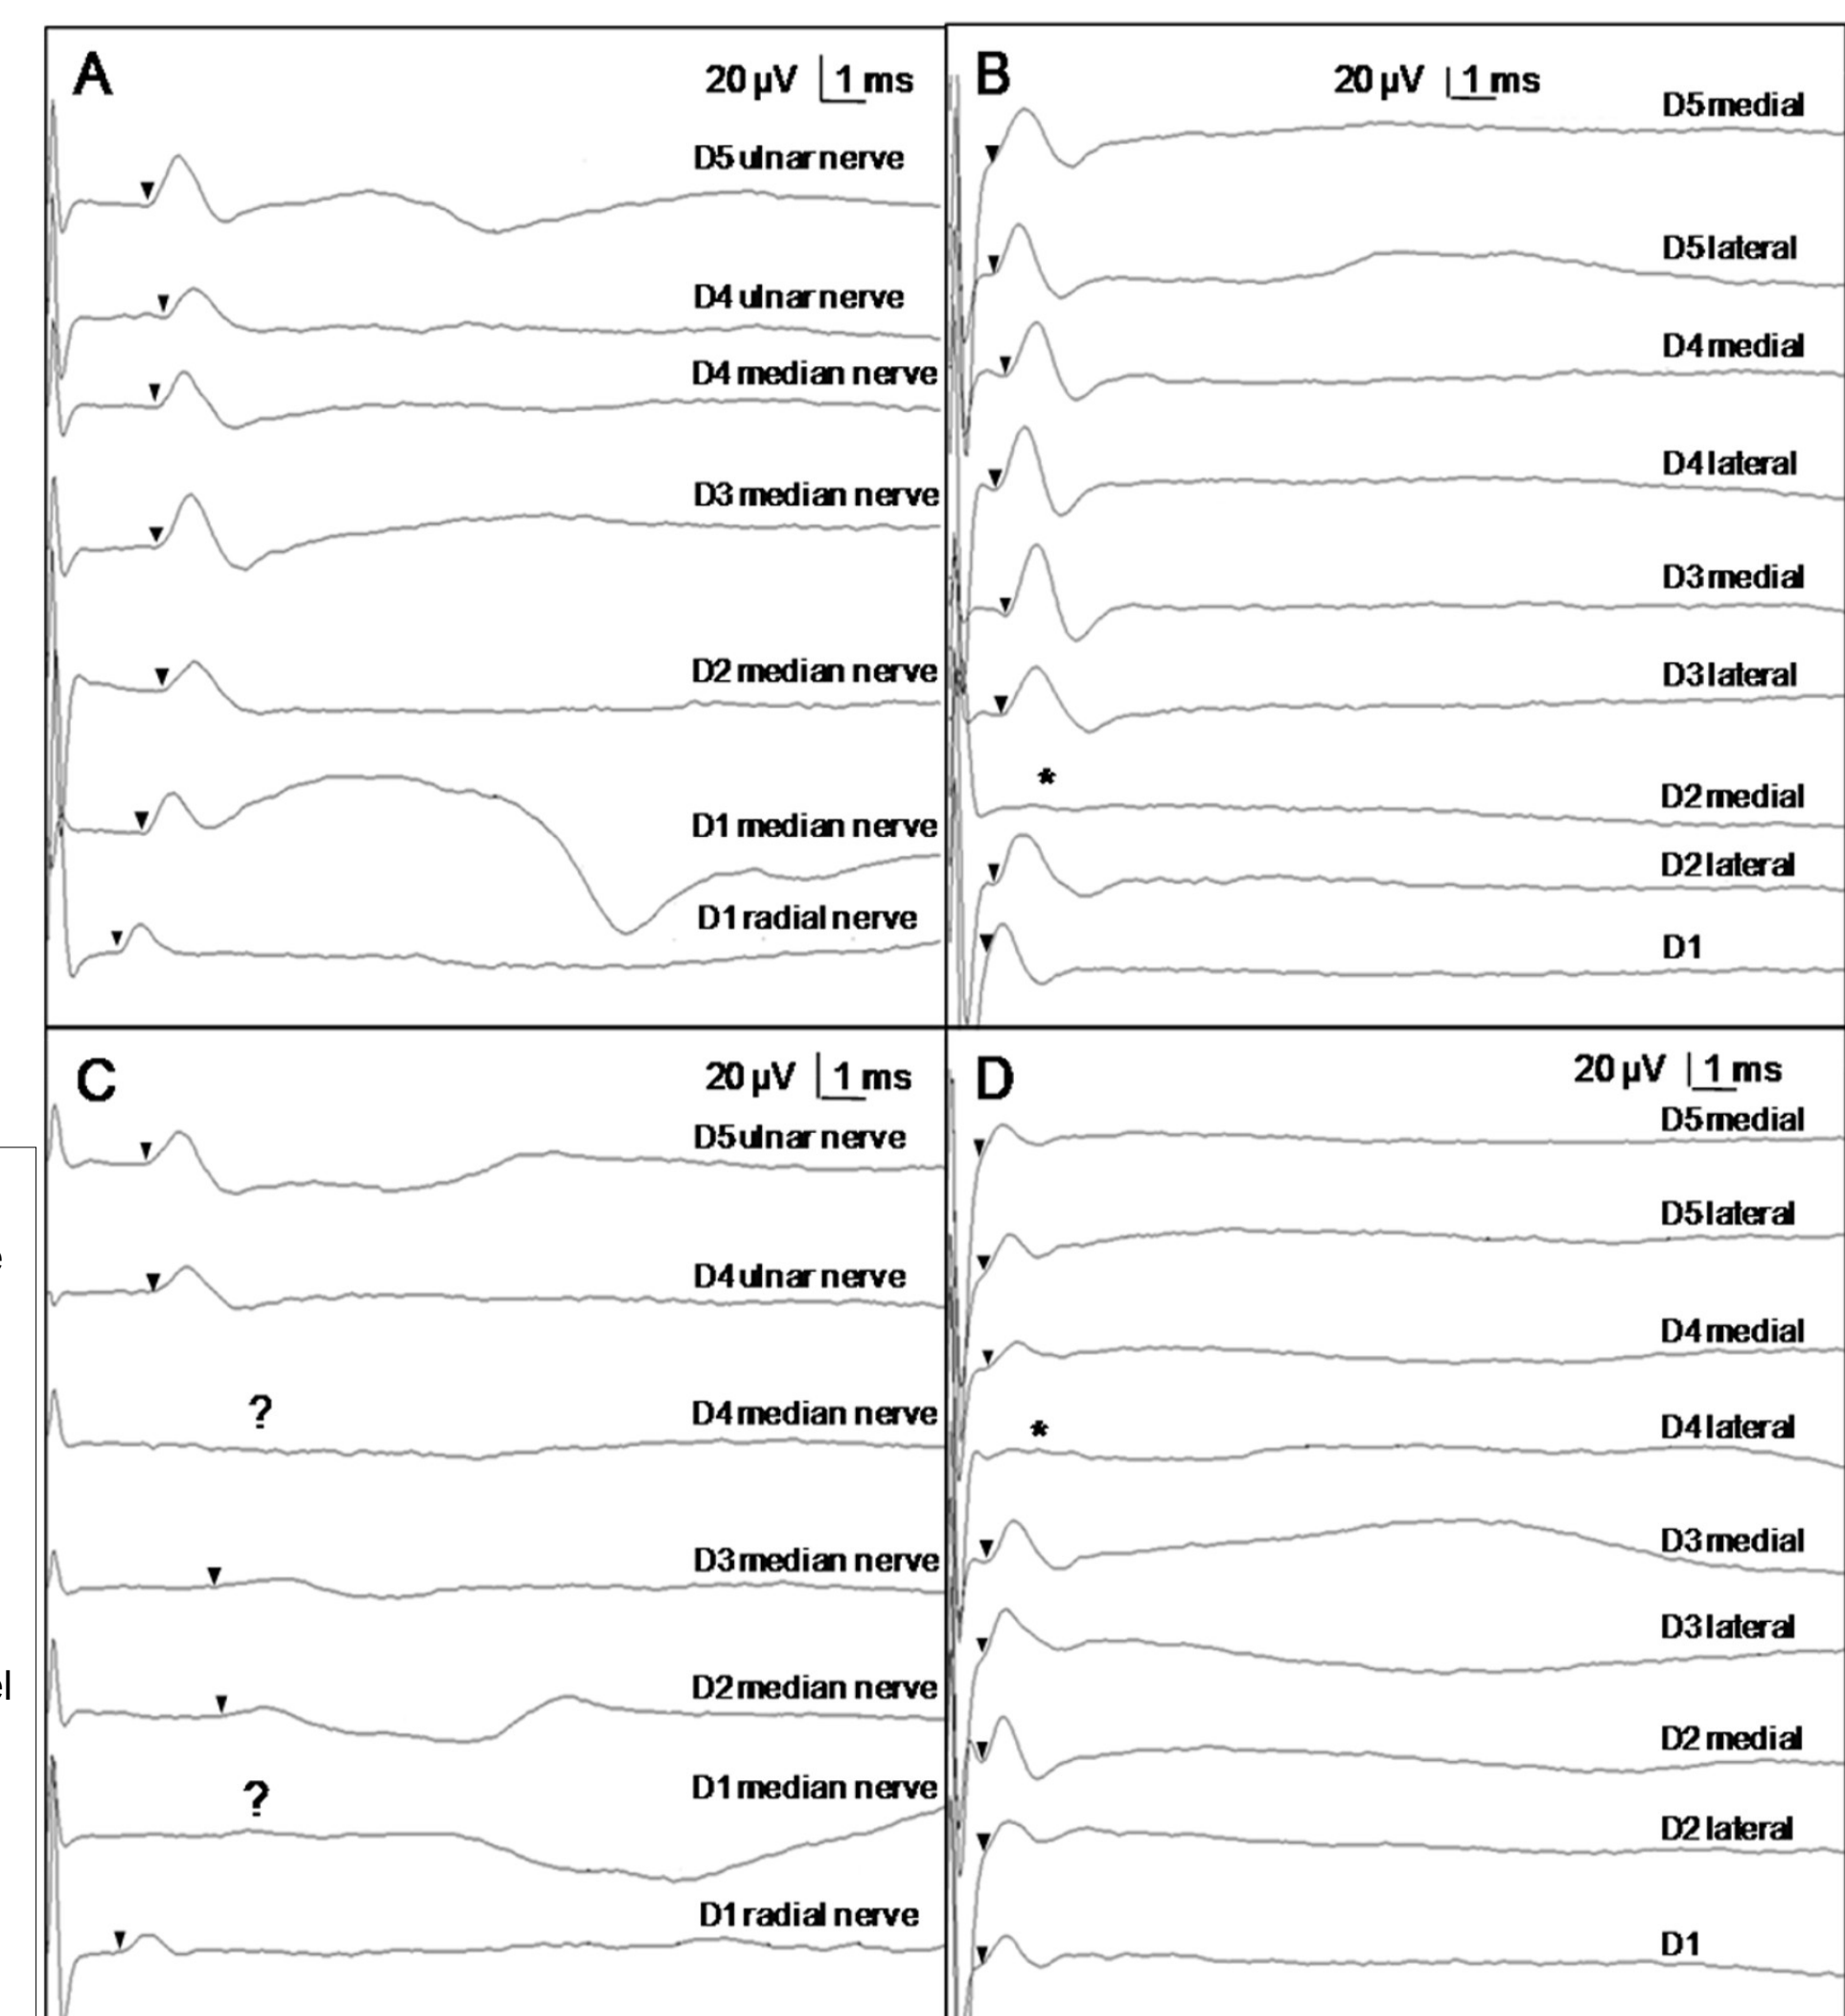 A
20 µV 1 ms
D5 ulnar nerve
D4 ulnar nerve
D4 median nerve
D3 median nerve
D2 median nerve
D1 median nerve
D1 radial nerve
B
20 µV 1 ms
D5 medial
D5 lateral
D4 medial
D4 lateral
D3 medial
D3 lateral
*
D2 medial
D2 lateral
D1
C
20 µV 1 ms
D5 ulnar nerve
D4 ulnar nerve
?
D4 median nerve
D3 median nerve
D2 median nerve
?
D1 median nerve
D1 radial nerve
D
20 µV 1 ms
D5 medial
D5 lateral
D4 medial
*
D4 lateral
D3 medial
D3 lateral
D2 medial
D2 lateral
D1